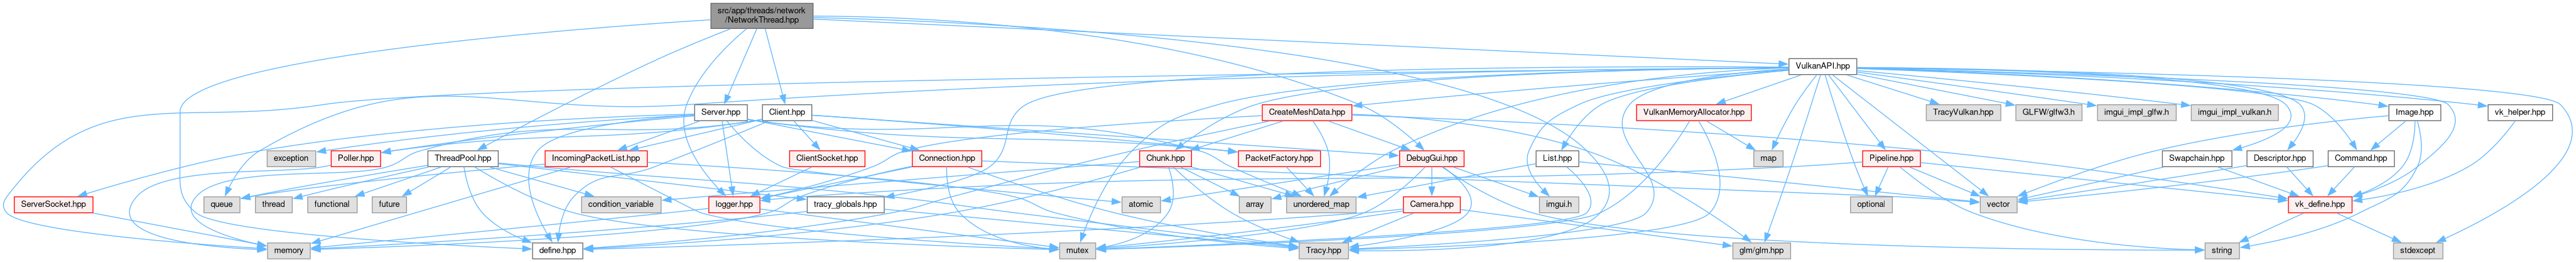 src/app/threads/network
/NetworkThread.hpp
VulkanAPI.hpp
Server.hpp
Client.hpp
CreateMeshData.hpp
VulkanMemoryAllocator.hpp
map
TracyVulkan.hpp
GLFW/glfw3.h
imgui_impl_glfw.h
imgui_impl_vulkan.h
Image.hpp
vk_helper.hpp
exception
Poller.hpp
ThreadPool.hpp
IncomingPacketList.hpp
ClientSocket.hpp
Connection.hpp
Chunk.hpp
PacketFactory.hpp
DebugGui.hpp
List.hpp
Pipeline.hpp
Swapchain.hpp
Descriptor.hpp
Command.hpp
ServerSocket.hpp
queue
thread
functional
future
condition_variable
logger.hpp
tracy_globals.hpp
atomic
array
unordered_map
Camera.hpp
imgui.h
optional
vector
vk_define.hpp
memory
define.hpp
mutex
Tracy.hpp
glm/glm.hpp
string
stdexcept